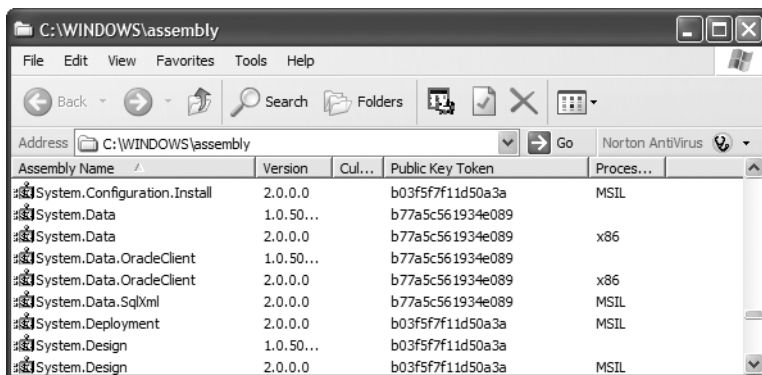 C:\WINDOWS\assembly
File Edit View Favorites Tools Help
Back Search Folders
Address C:\WINDOWS\assembly Go Norton AntiVirus
Assembly Name Version Cul... Public Key Token Proces...
System.Configuration.Install 2.0.0.0 b03f5f7f11d50a3a MSIL
System.Data 1.0.50... b77a5c561934e089
System.Data 2.0.0.0 b77a5c561934e089 x86
System.Data.OracleClient 1.0.50... b77a5c561934e089
System.Data.OracleClient 2.0.0.0 b77a5c561934e089 x86
System.Data.SqlXml 2.0.0.0 b77a5c561934e089 MSIL
System.Deployment 2.0.0.0 b03f5f7f11d50a3a MSIL
System.Design 1.0.50... b03f5f7f11d50a3a
System.Design 2.0.0.0 b03f5f7f11d50a3a MSIL